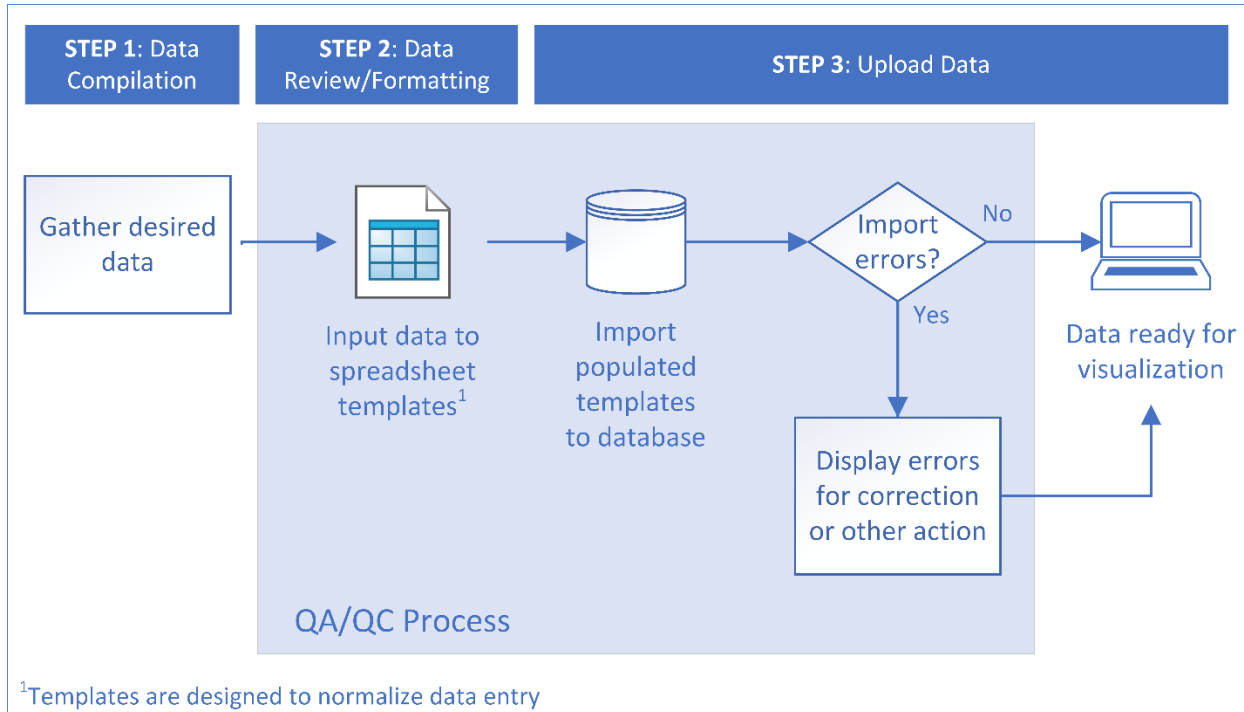 STEP 1: Data
Compilation
STEP 2: Data
Review/Formatting
STEP 3: Upload Data
Gather desired
data
Input data to
spreadsheet
templates1
Import
populated
templates
to database
Import
errors?
No
Yes
Data ready for
visualization
Display errors
for correction
or other action
QA/QC Process
1Templates are designed to normalize data entry